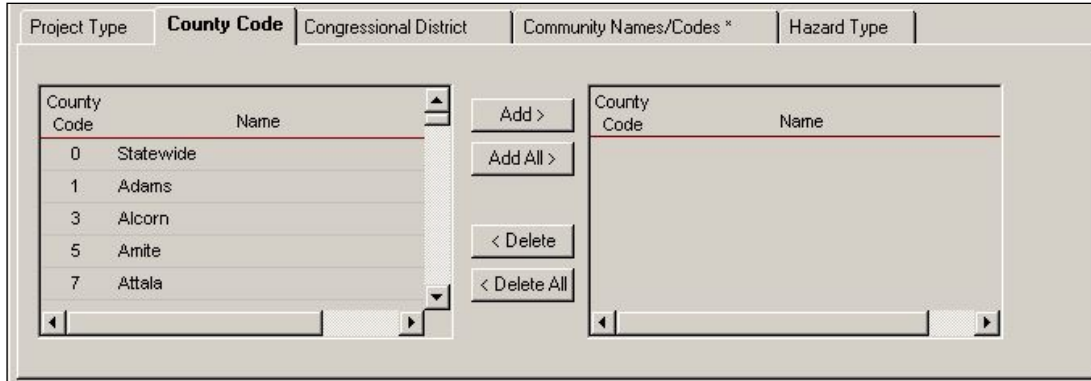 Project Type County Code Congressional District Community Names/Codes * Hazard Type
County
Code Name
0 Statewide
1 Adams
3 Alcorn
5 Amite
7 Attala
Add >
Add All >
< Delete
< Delete All
County
Code Name